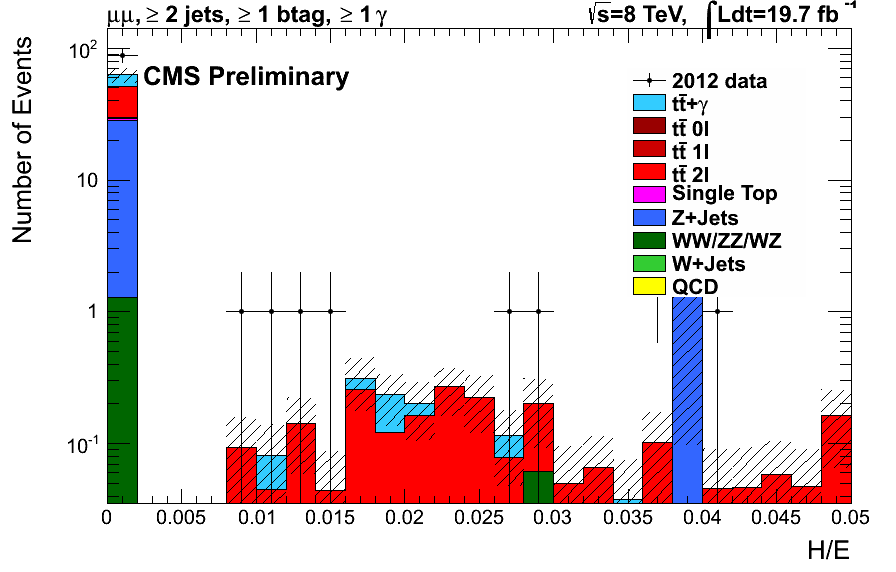 μμ, ≥ 2 jets, ≥ 1 btag, ≥ 1 γ
√s=8 TeV, ∫Ldt=19.7 fb⁻¹
CMS Preliminary
Number of Events
10²
10
1
10⁻¹
2012 data
tt̄+γ
tt̄ 0l
tt̄ 1l
tt̄ 2l
Single Top
Z+Jets
WW/ZZ/WZ
W+Jets
QCD
0 0.005 0.01 0.015 0.02 0.025 0.03 0.035 0.04 0.045 0.05
H/E